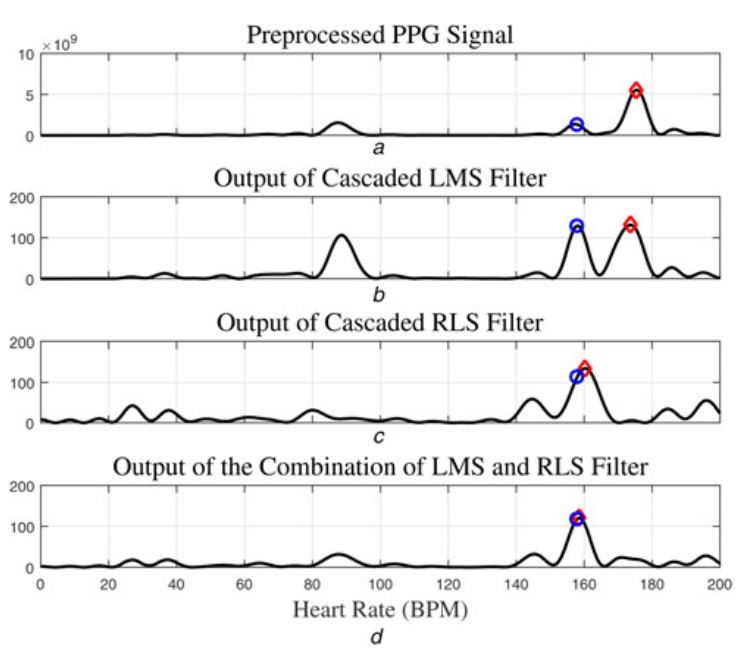 Preprocessed PPG Signal
× 10⁹
10
5
0
a
Output of Cascaded LMS Filter
200
100
0
b
Output of Cascaded RLS Filter
200
100
0
c
Output of the Combination of LMS and RLS Filter
200
100
0
0 20 40 60 80 100 120 140 160 180 200
Heart Rate (BPM)
d